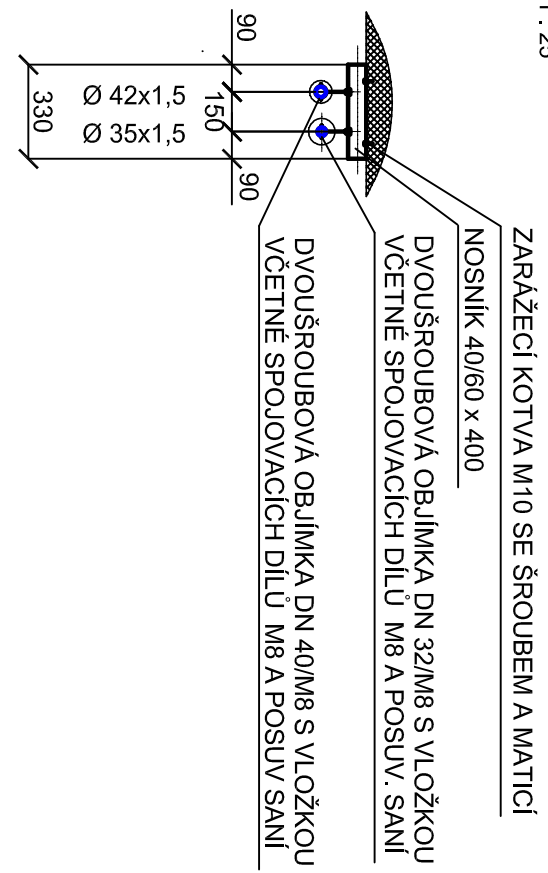 1 : 25
ZARÁŽECÍ KOTVA M10 SE ŠROUBEM A MATICÍ
NOSNÍK 40/60 x 400
DVOUŠROUBOVÁ OBJÍMKA DN 32/M8 S VLOŽKOU
VČETNĚ SPOJOVACÍCH DÍLŮ M8 A POSUV. SANÍ
DVOUŠROUBOVÁ OBJÍMKA DN 40/M8 S VLOŽKOU
VČETNĚ SPOJOVACÍCH DÍLŮ M8 A POSUV SANÍ
90
150
90
Ø 42x1,5
Ø 35x1,5
330